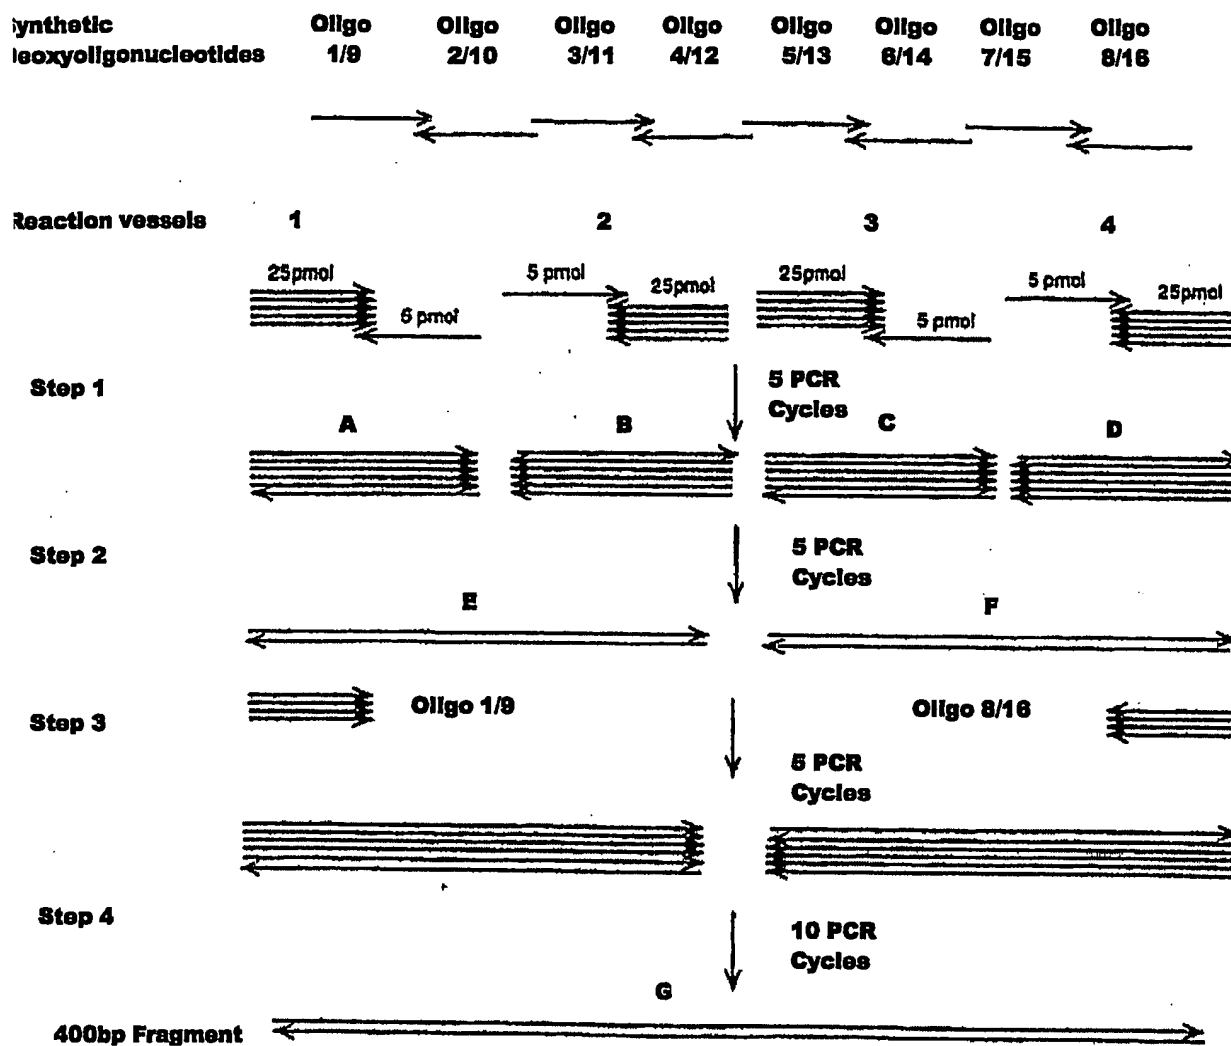 ynthetic Oligo Oligo Oligo Oligo Oligo Oligo Oligo Oligo
leoxyoligonucleotides 1/9 2/10 3/11 4/12 5/13 6/14 7/15 8/16
Reaction vessels 1 2 3 4
25pmol 5 pmol 5 pmol 25pmol 25pmol 5 pmol 5 pmol 25pmol
Step 1 5 PCR
Cycles
A B C D
Step 2 5 PCR
Cycles
E F
Step 3 Oligo 1/9 Oligo 8/16
5 PCR
Cycles
Step 4 10 PCR
Cycles
G
400bp Fragment